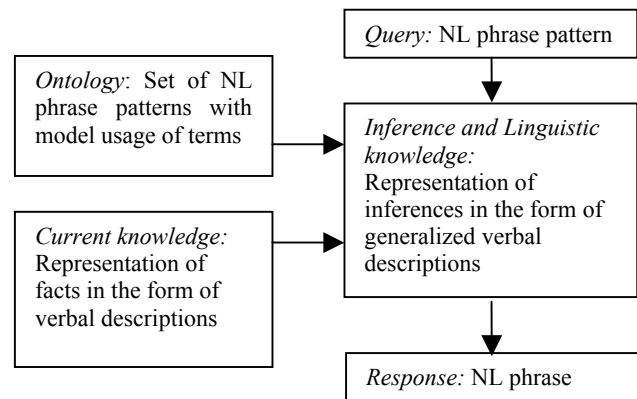 Query: NL phrase pattern
Ontology: Set of NL
phrase patterns with
model usage of terms
Inference and Linguistic
knowledge:
Representation of
inferences in the form of
generalized verbal
descriptions
Current knowledge:
Representation of
facts in the form of
verbal descriptions
Response: NL phrase